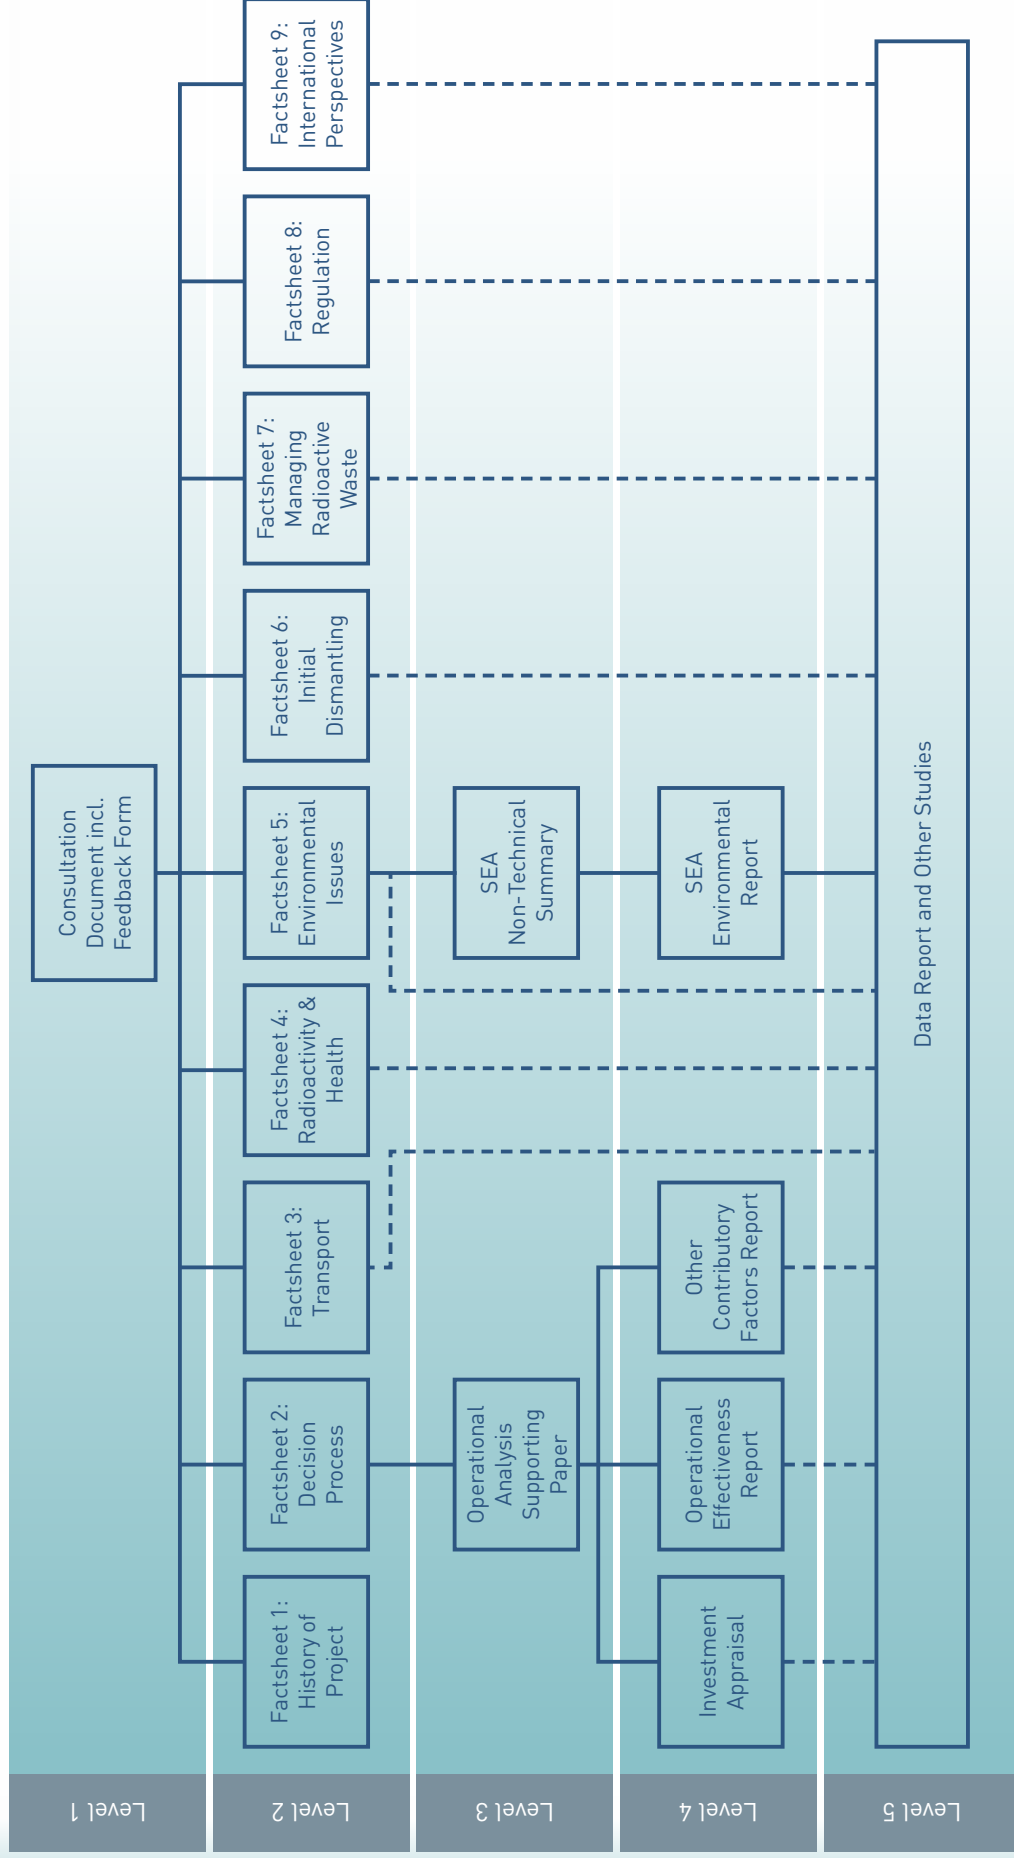 Level 1
Consultation
Document incl.
Feedback Form
Level 2
Factsheet 1:
History of
Project
Factsheet 2:
Decision
Process
Factsheet 3:
Transport
Factsheet 4:
Radioactivity &
Health
Factsheet 5:
Environmental
Issues
Factsheet 6:
Initial
Dismantling
Factsheet 7:
Managing
Radioactive
Waste
Factsheet 8:
Regulation
Factsheet 9:
International
Perspectives
Level 3
Operational
Analysis
Supporting
Paper
SEA
Non-Technical
Summary
Level 4
Investment
Appraisal
Operational
Effectiveness
Report
Other
Contributory
Factors Report
SEA
Environmental
Report
Level 5
Data Report and Other Studies